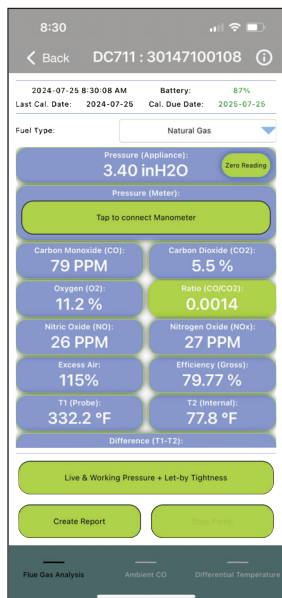 8:30
Back DC711 : 30147100108
2024-07-25 8:30:08 AM Battery: 87%
Last Cal. Date: 2024-07-25 Cal. Due Date: 2025-07-25
Fuel Type: Natural Gas
Pressure (Appliance):
3.40 inH2O
Zero Reading
Pressure (Meter):
Tap to connect Manometer
Carbon Monoxide (CO): Carbon Dioxide (CO2):
79 PPM 5.5 %
Oxygen (O2): Ratio (CO/CO2):
11.2 % 0.0014
Nitric Oxide (NO): Nitrogen Oxide (NOx):
26 PPM 27 PPM
Excess Air: Efficiency (Gross):
115% 79.77 %
T1 (Probe): T2 (Internal):
332.2 °F 77.8 °F
Difference (T1-T2):
Live & Working Pressure + Let-by Tightness
Create Report
Flue Gas Analysis Ambient CO Differential Temperature